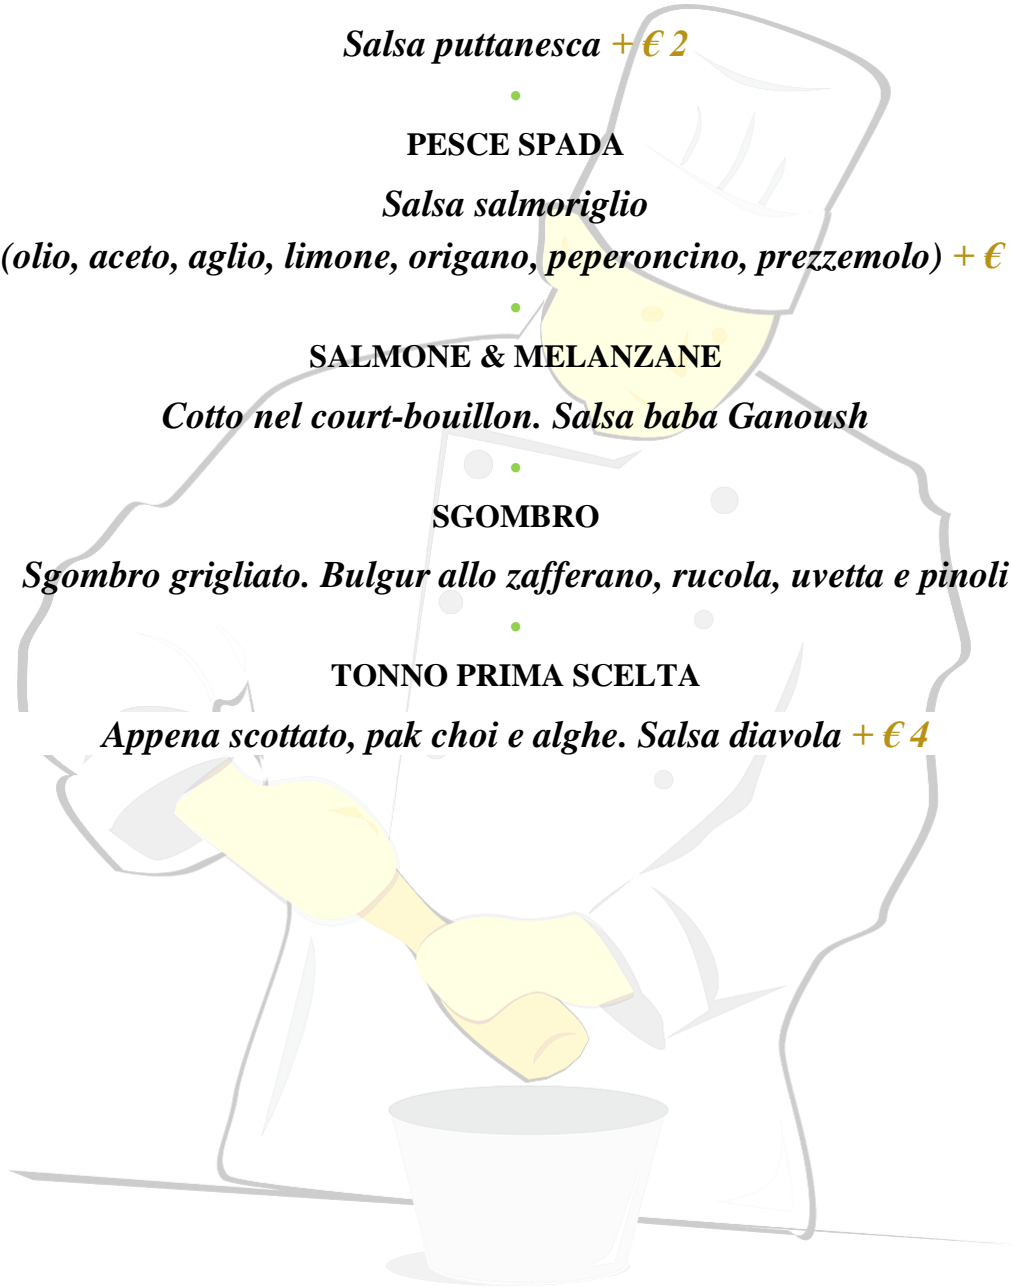 Salsa puttanesca + € 2
•
PESCE SPADA
Salsa salmoriglio
(olio, aceto, aglio, limone, origano, peperoncino, prezzemolo) + €
•
SALMONE & MELANZANE
Cotto nel court-bouillon. Salsa baba Ganoush
•
SGOMBRO
Sgombro grigliato. Bulgur allo zafferano, rucola, uvetta e pinoli
•
TONNO PRIMA SCELTA
Appena scottato, pak choi e alghe. Salsa diavola + € 4